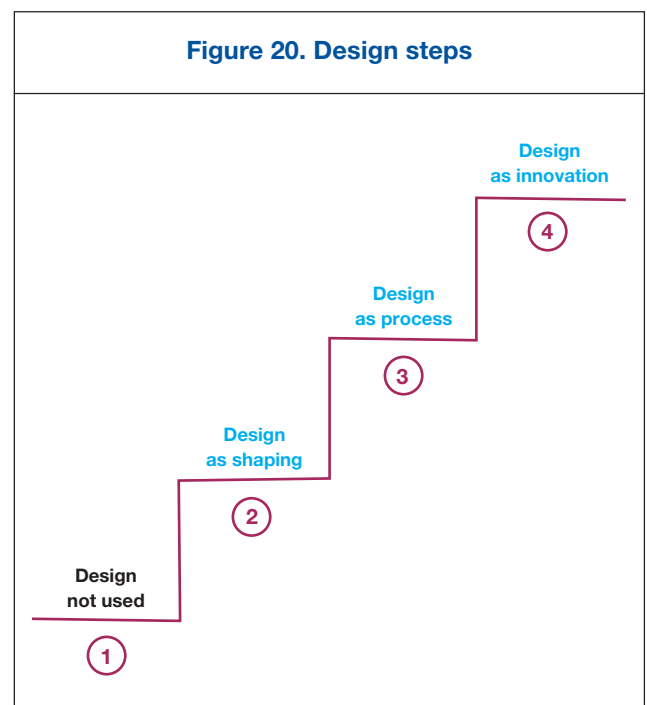 Figure 20. Design steps
Design
as innovation
4
Design
as process
3
Design
as shaping
2
Design
not used
1